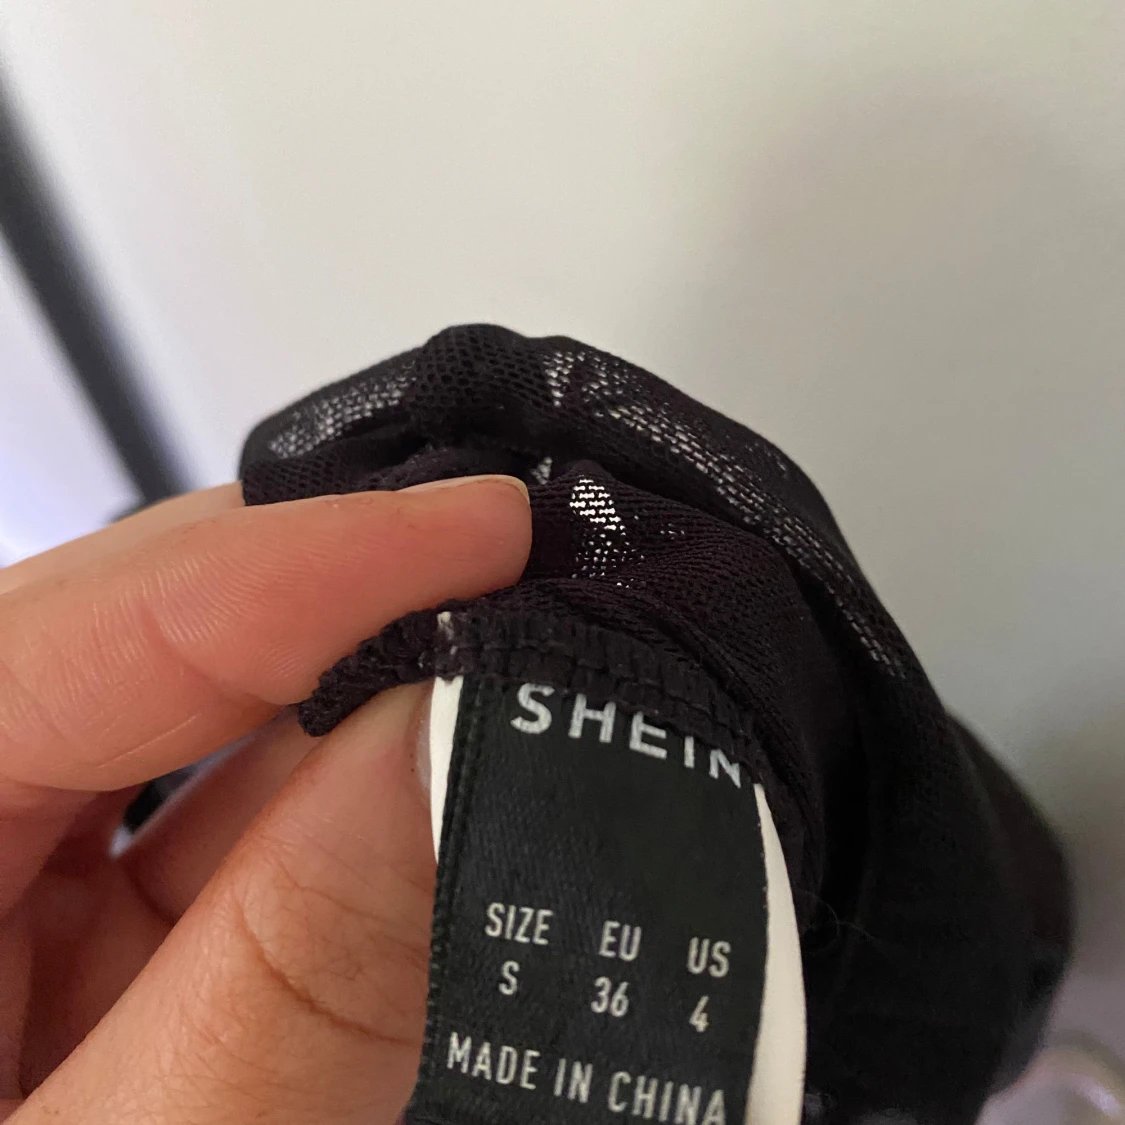 SHEIN
SIZE EU US
S 36 4
MADE IN CHINA